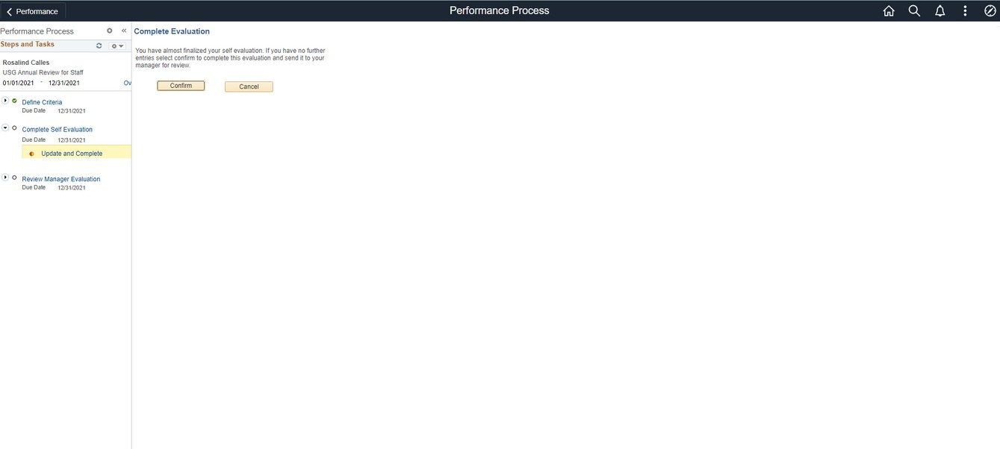 Performance
Performance Process
Performance Process
«
Steps and Tasks
Rosalind Calles
USG Annual Review for Staff
01/01/2021 - 12/31/2021 Ov
Define Criteria
Due Date 12/31/2021
Complete Self Evaluation
Due Date 12/31/2021
Update and Complete
Review Manager Evaluation
Due Date 12/31/2021
Complete Evaluation
You have almost finalized your self evaluation. If you have no further
entries select confirm to complete this evaluation and send it to your
manager for review.
Confirm Cancel